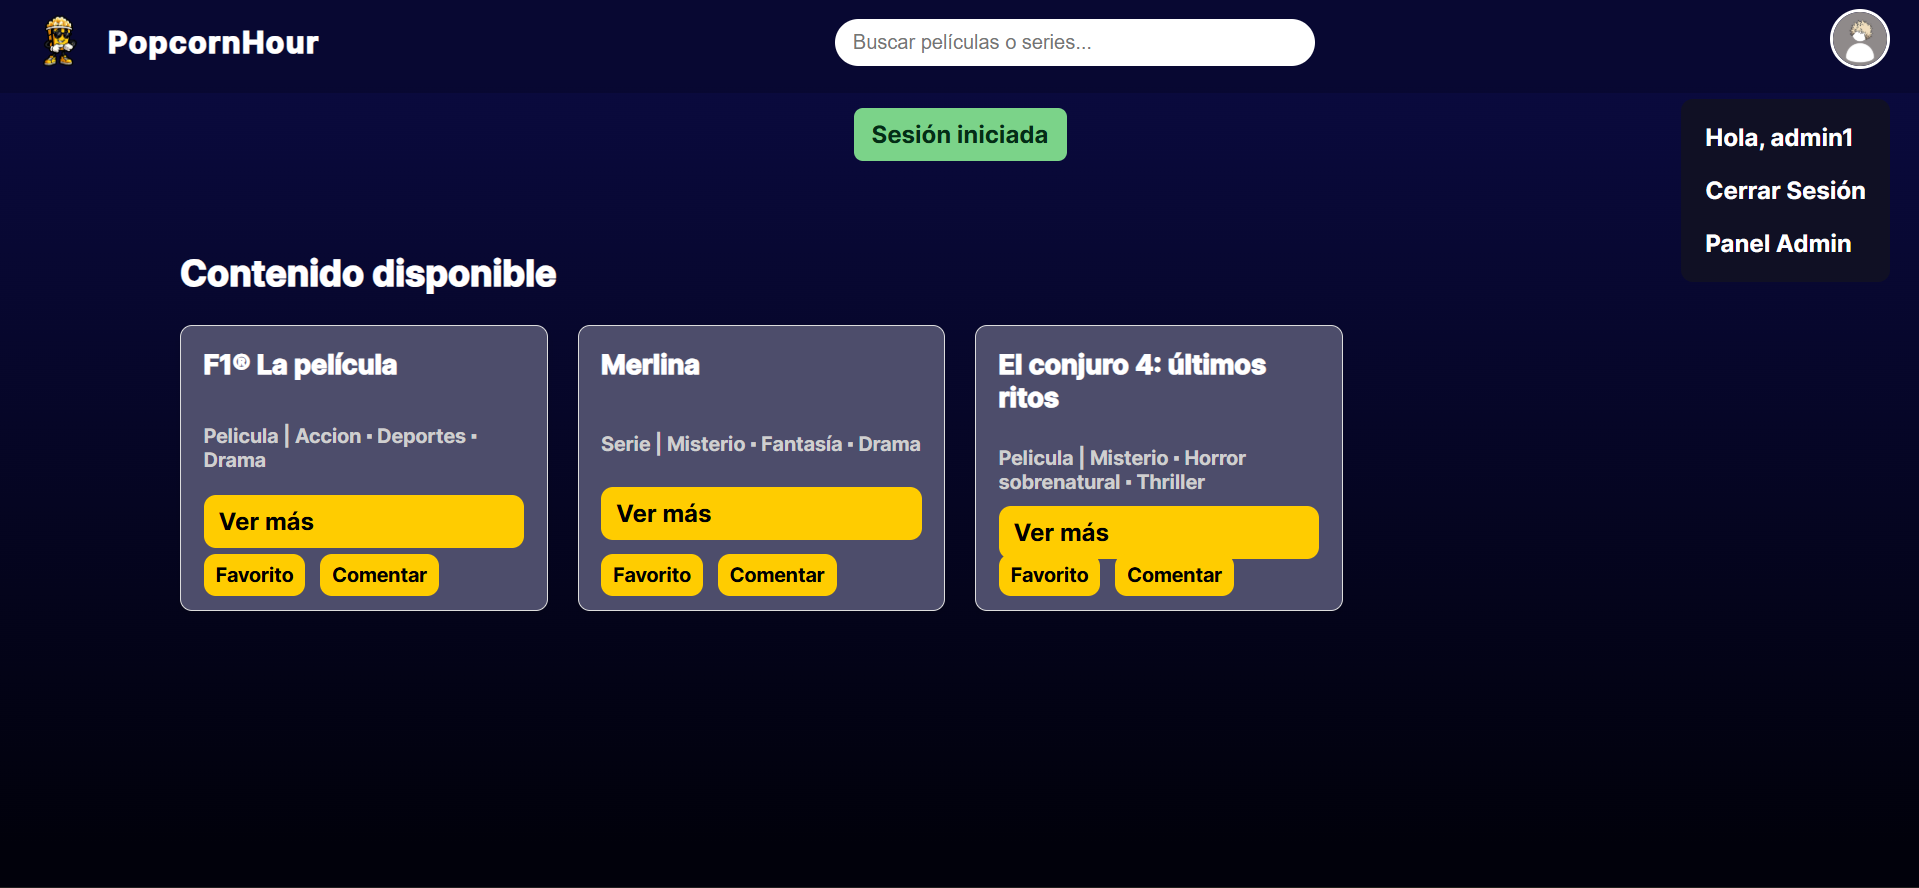 PopcornHour
Buscar películas o series...
Sesión iniciada
Hola, admin1
Cerrar Sesión
Panel Admin
Contenido disponible
F1® La película
Pelicula | Accion · Deportes ·
Drama
Ver más
Favorito
Comentar
Merlina
Serie | Misterio · Fantasía · Drama
Ver más
Favorito
Comentar
El conjuro 4: últimos
ritos
Pelicula | Misterio · Horror
sobrenatural · Thriller
Ver más
Favorito
Comentar